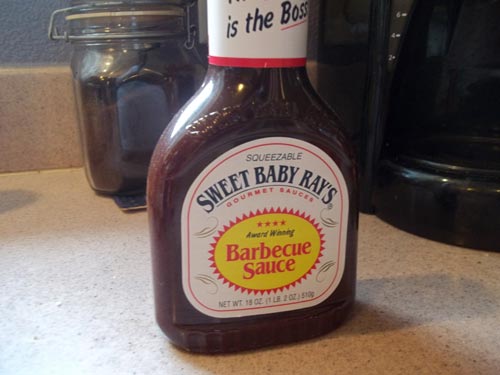 is the Boss
SQUEEZABLE
SWEET BABY RAY'S
GOURMET SAUCES
★★★★
Award Winning
Barbecue
Sauce
NET WT. 18 OZ. (1 LB. 2 OZ.) 510g